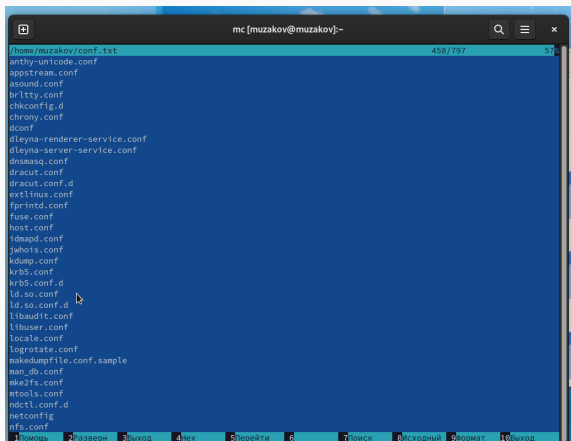 mc [muzakov@muzakov]:~
/home/muzakov/conf.txt 458/797 57%
anthy-unicode.conf
appstream.conf
asound.conf
brltty.conf
chkconfig.d
chrony.conf
dconf
dleyna-renderer-service.conf
dleyna-server-service.conf
dnsmasq.conf
dracut.conf
dracut.conf.d
extlinux.conf
fprintd.conf
fuse.conf
host.conf
idmapd.conf
jwhois.conf
kdump.conf
krb5.conf
krb5.conf.d
ld.so.conf
ld.so.conf.d
libaudit.conf
libuser.conf
locale.conf
logrotate.conf
makedumpfile.conf.sample
man_db.conf
mke2fs.conf
mtools.conf
ndctl.conf.d
netconfig
nfs.conf
1Помощь 2Разверн 3Выход 4Hex 5Перейти 6 7Поиск 8Исходный 9Формат 10Выход